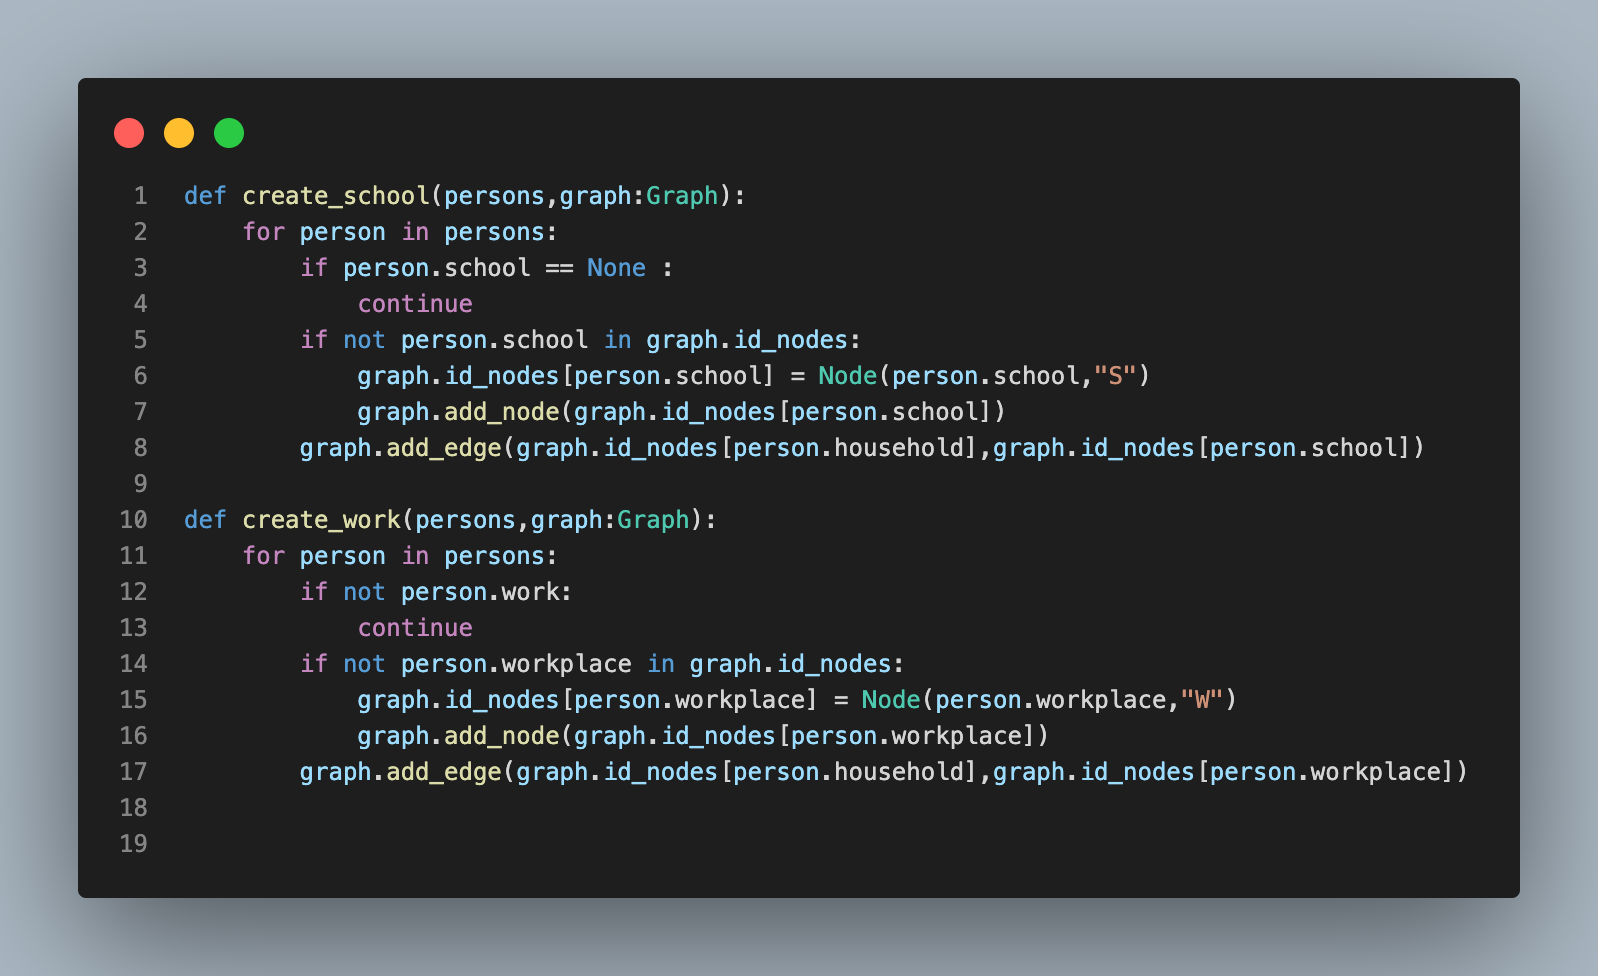 1 def create_school(persons,graph:Graph):
2     for person in persons:
3         if person.school == None :
4             continue
5         if not person.school in graph.id_nodes:
6             graph.id_nodes[person.school] = Node(person.school,"S")
7             graph.add_node(graph.id_nodes[person.school])
8         graph.add_edge(graph.id_nodes[person.household],graph.id_nodes[person.school])
9
10 def create_work(persons,graph:Graph):
11     for person in persons:
12         if not person.work:
13             continue
14         if not person.workplace in graph.id_nodes:
15             graph.id_nodes[person.workplace] = Node(person.workplace,"W")
16             graph.add_node(graph.id_nodes[person.workplace])
17         graph.add_edge(graph.id_nodes[person.household],graph.id_nodes[person.workplace])
18
19